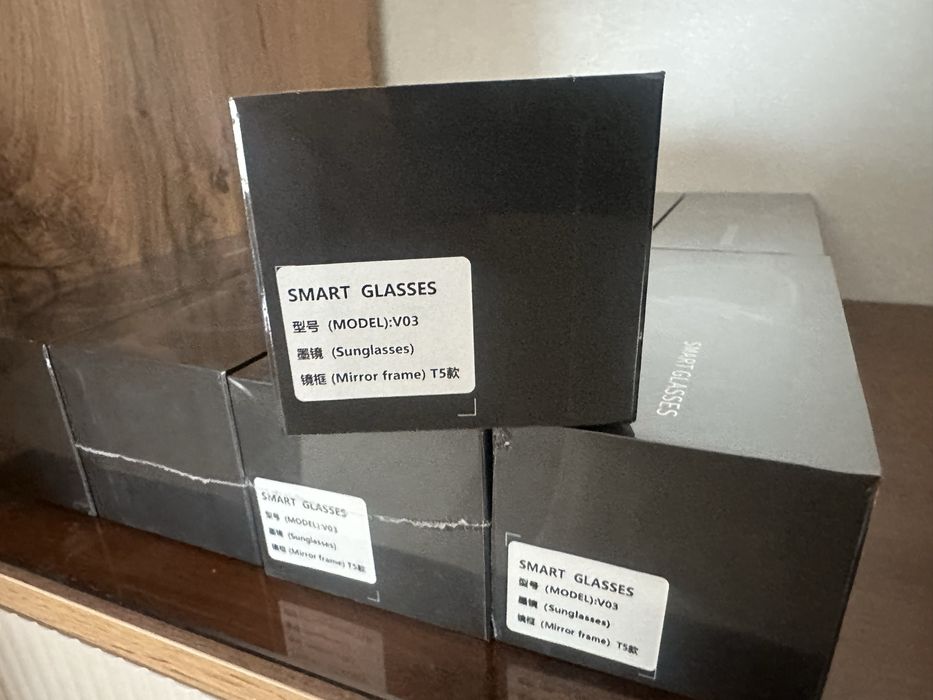 SMART GLASSES
型号 (MODEL):V03
墨镜 (Sunglasses)
镜框 (Mirror frame) T5款
SMART GLASSES
SMART GLASSES
型号 (MODEL):V03
墨镜 (Sunglasses)
镜框 (Mirror frame) T5款
SMART GLASSES
型号 (MODEL):V03
墨镜 (Sunglasses)
镜框 (Mirror frame) T5款